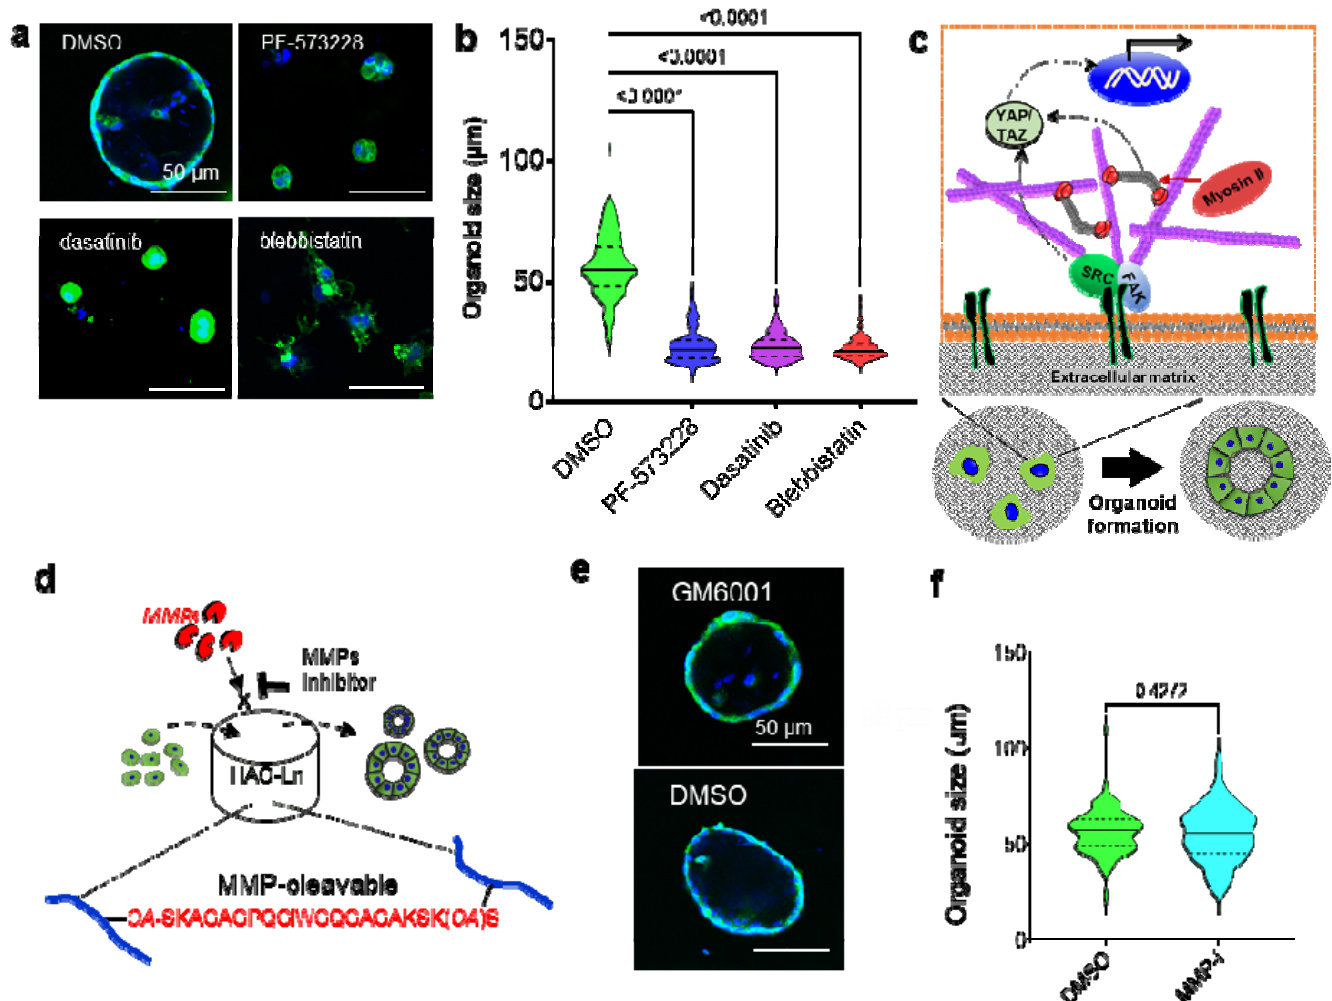 a
DMSO
PF-573228
50 µm
dasatinib
blebbistatin
b
<0.0001
<0.0001
150
100
50
0
Organoid size (µm)
DMSO
PF-573228
Dasatinib
Blebbistatin
c
YAP/
TAZ
Myosin II
SRC
FAK
Extracellular matrix
Organoid
formation
d
MMPs
MMPs
Inhibitor
MMP-cleavable
e
GM6001
50 µm
DMSO
f
150
100
50
0
Organoid size (µm)
DMSO